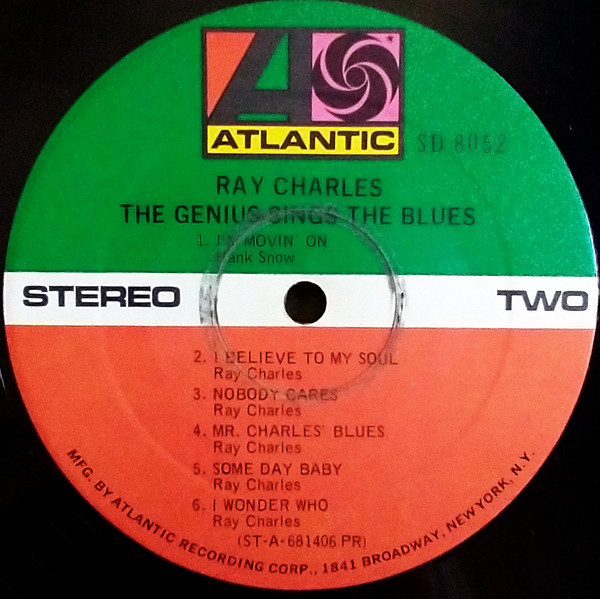 ATLANTIC
SD 8052
RAY CHARLES
THE GENIUS SINGS THE BLUES
1. I'M MOVIN' ON
Hank Snow
STEREO
TWO
2. I BELIEVE TO MY SOUL
Ray Charles
3. NOBODY CARES
Ray Charles
4. MR. CHARLES' BLUES
Ray Charles
5. SOME DAY BABY
Ray Charles
6. I WONDER WHO
Ray Charles
(ST-A-681406 PR)
MFG. BY ATLANTIC RECORDING CORP., 1841 BROADWAY, NEW YORK, N.Y.